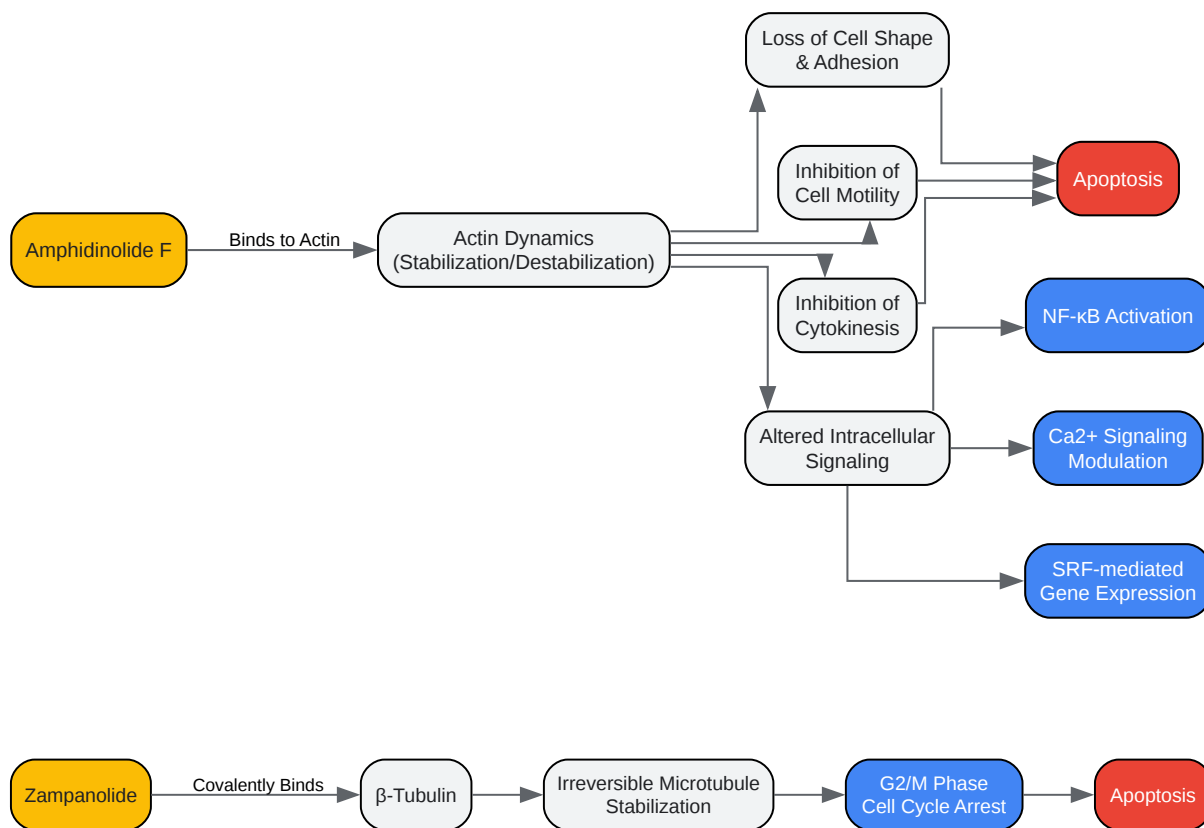 Loss of Cell Shape
& Adhesion
Inhibition of
Cell Motility
Apoptosis
Amphidinolide F
Binds to Actin
Actin Dynamics
(Stabilization/Destabilization)
Inhibition of
Cytokinesis
NF-κB Activation
Altered Intracellular
Signaling
Ca2+ Signaling
Modulation
SRF-mediated
Gene Expression
Zampanolide
Covalently Binds
β-Tubulin
Irreversible Microtubule
Stabilization
G2/M Phase
Cell Cycle Arrest
Apoptosis